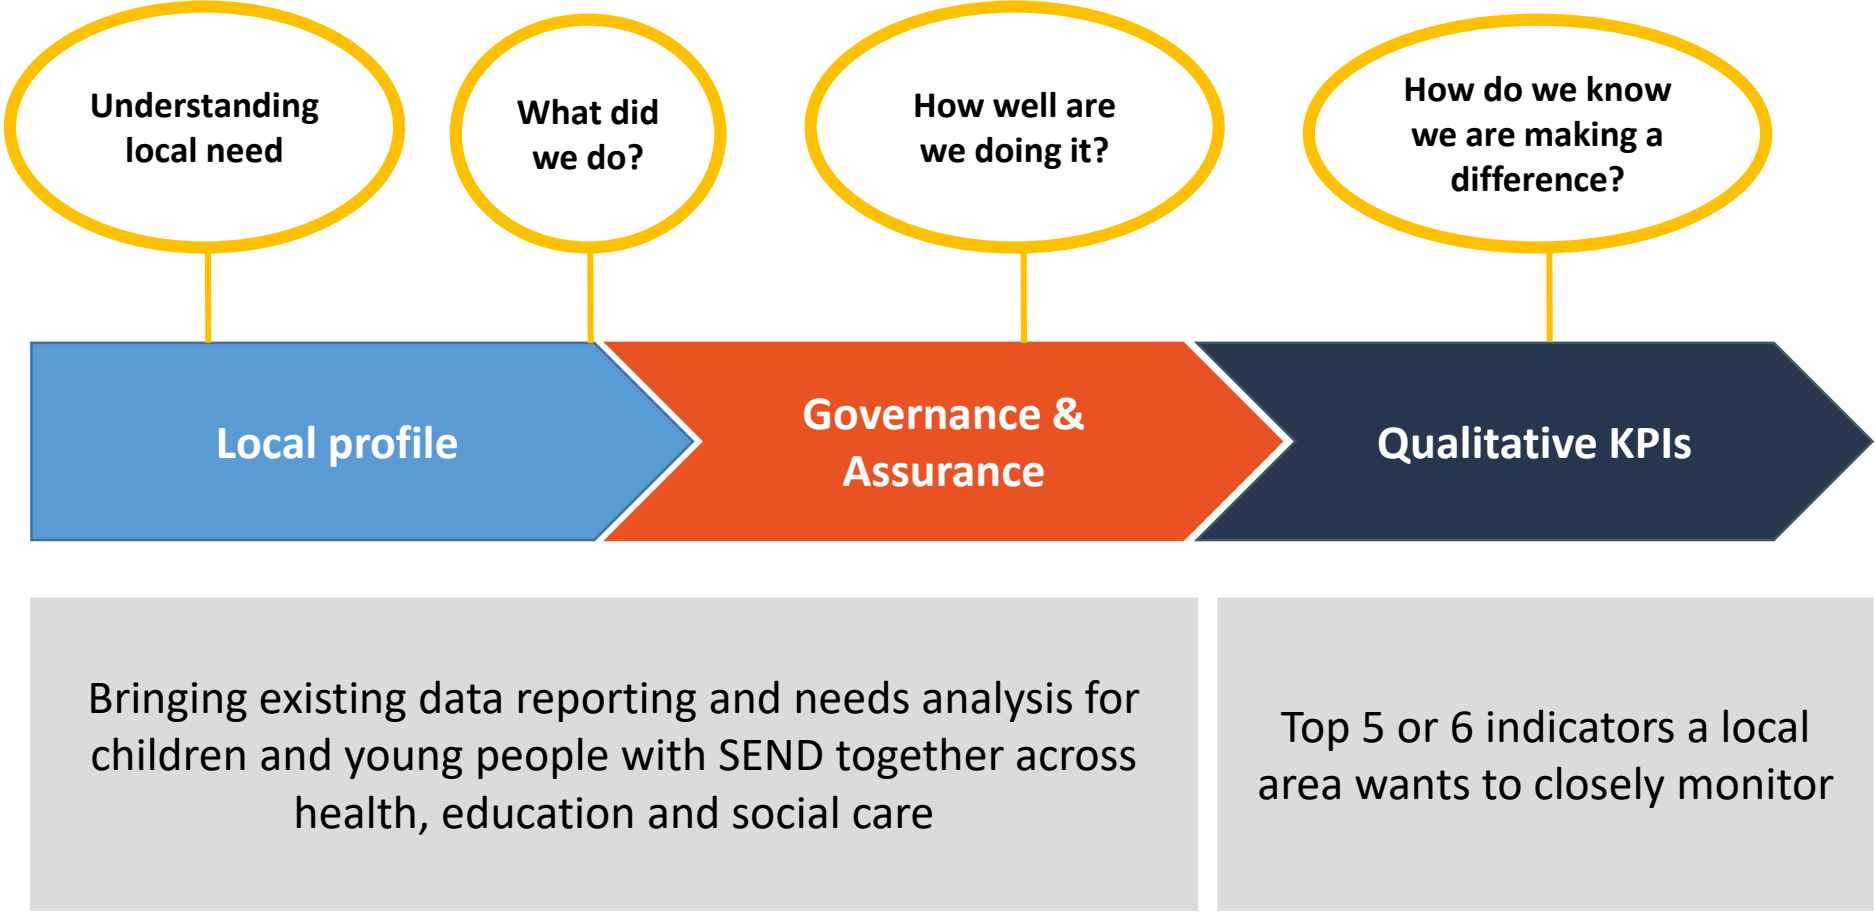 Understanding
local need
What did
we do?
How well are
we doing it?
How do we know
we are making a
difference?
Local profile
Governance &
Assurance
Qualitative KPIs
Bringing existing data reporting and needs analysis for
children and young people with SEND together across
health, education and social care
Top 5 or 6 indicators a local
area wants to closely monitor